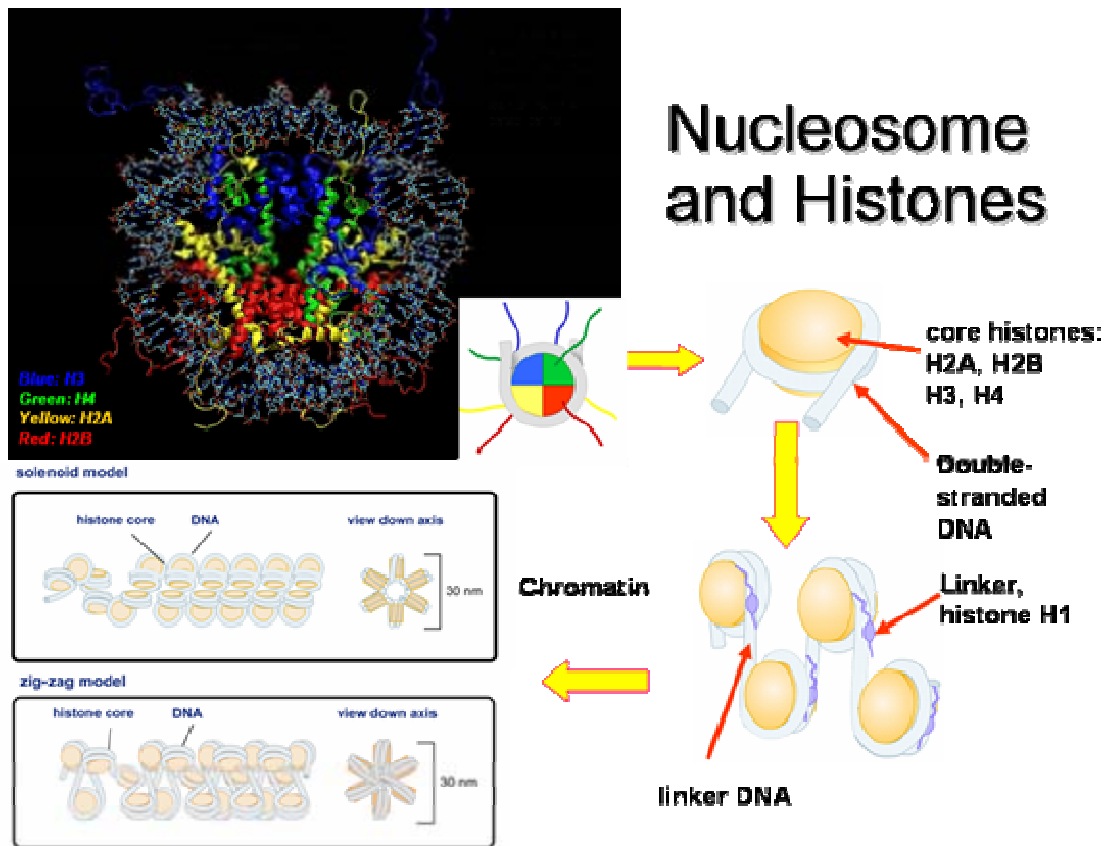 Nucleosome
and Histones
Blue: H3
Green: H4
Yellow: H2A
Red: H2B
core histones:
H2A, H2B
H3, H4
Double-
stranded
DNA
Linker,
histone H1
linker DNA
Chromatin
solenoid model
histone core
DNA
view down axis
30 nm
zig-zag model
histone core
DNA
view down axis
30 nm